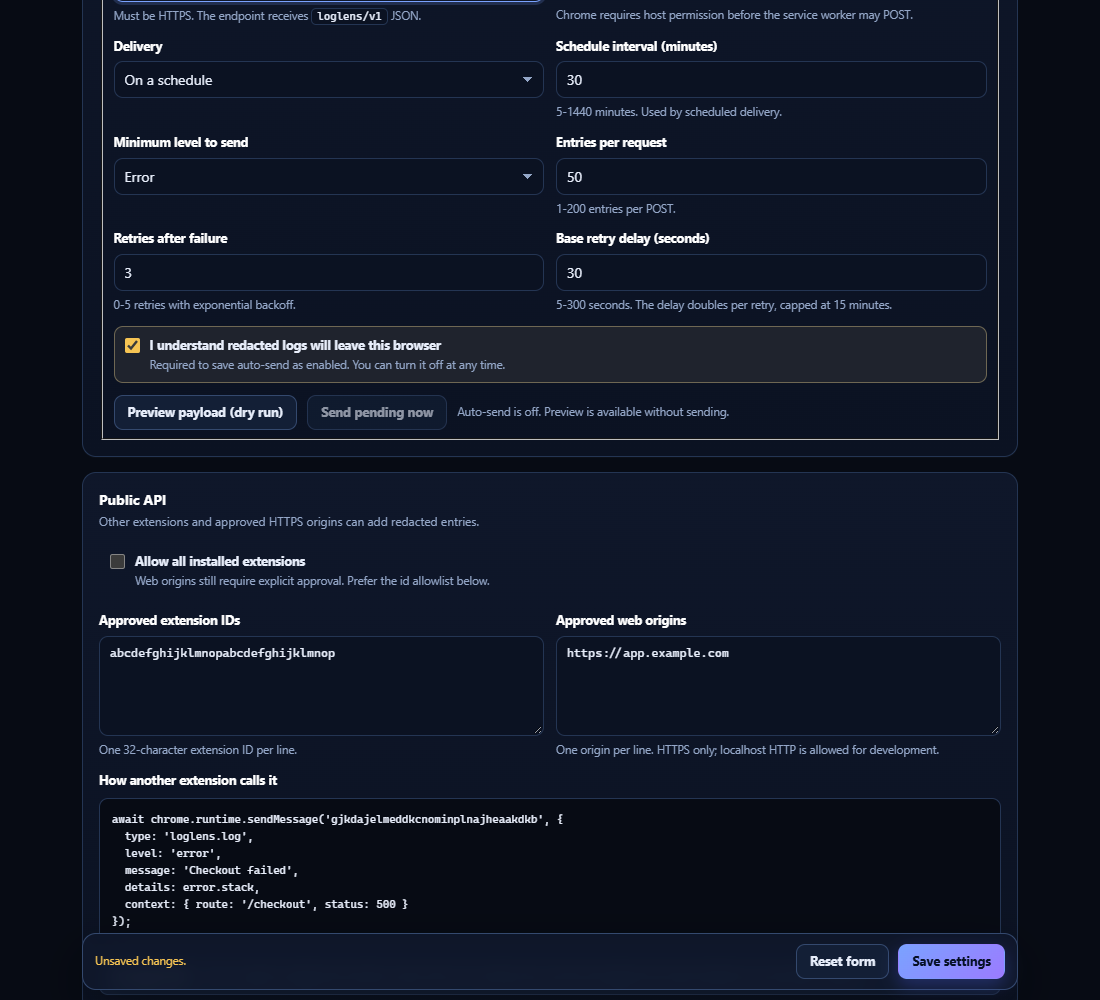 Must be HTTPS. The endpoint receives loglens/v1 JSON.
Chrome requires host permission before the service worker may POST.
Delivery
Schedule interval (minutes)
On a schedule
30
5-1440 minutes. Used by scheduled delivery.
Minimum level to send
Entries per request
Error
50
1-200 entries per POST.
Retries after failure
Base retry delay (seconds)
3
30
0-5 retries with exponential backoff.
5-300 seconds. The delay doubles per retry, capped at 15 minutes.
I understand redacted logs will leave this browser
Required to save auto-send as enabled. You can turn it off at any time.
Preview payload (dry run)
Send pending now
Auto-send is off. Preview is available without sending.
Public API
Other extensions and approved HTTPS origins can add redacted entries.
Allow all installed extensions
Web origins still require explicit approval. Prefer the id allowlist below.
Approved extension IDs
Approved web origins
abcdefghijklmnopabcdefghijklmnop
https://app.example.com
One 32-character extension ID per line.
One origin per line. HTTPS only; localhost HTTP is allowed for development.
How another extension calls it
await chrome.runtime.sendMessage('gjkdajelmeddkcnominplnajheaakdkb', {
  type: 'loglens.log',
  level: 'error',
  message: 'Checkout failed',
  details: error.stack,
  context: { route: '/checkout', status: 500 }
});
Unsaved changes.
Reset form
Save settings